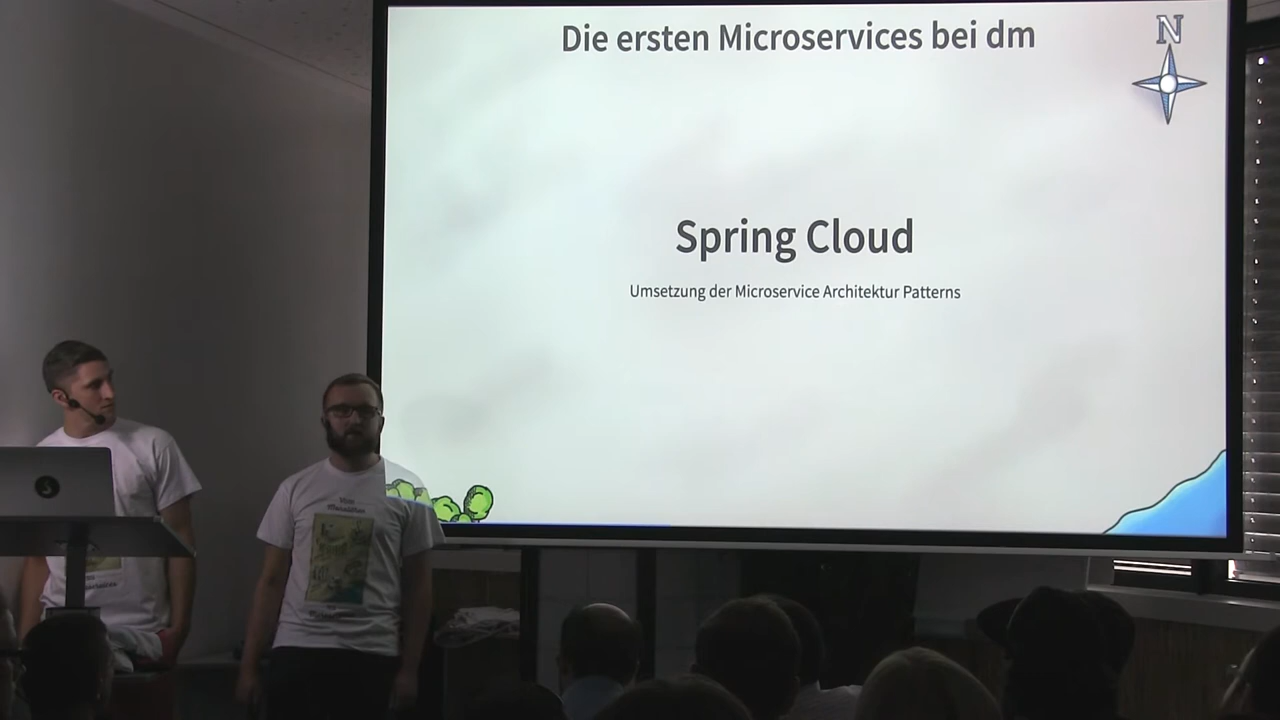 Die ersten Microservices bei dm
N
Spring Cloud
Umsetzung der Microservice Architektur Patterns